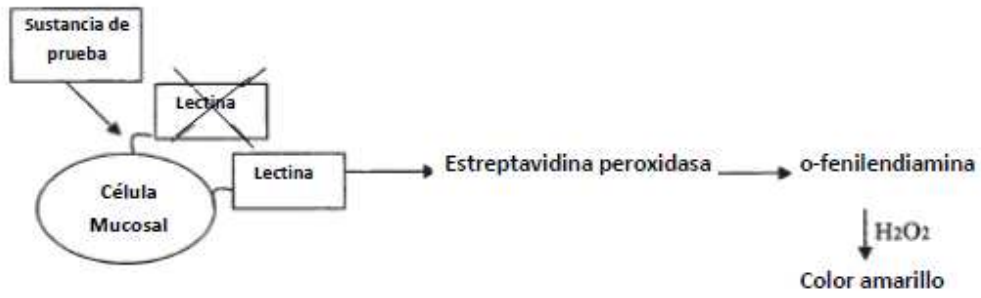 Sustancia de
prueba
Lectina
Lectina
Estreptavidina peroxidasa
o-fenilendiamina
Célula
Mucosal
H2O2
Color amarillo